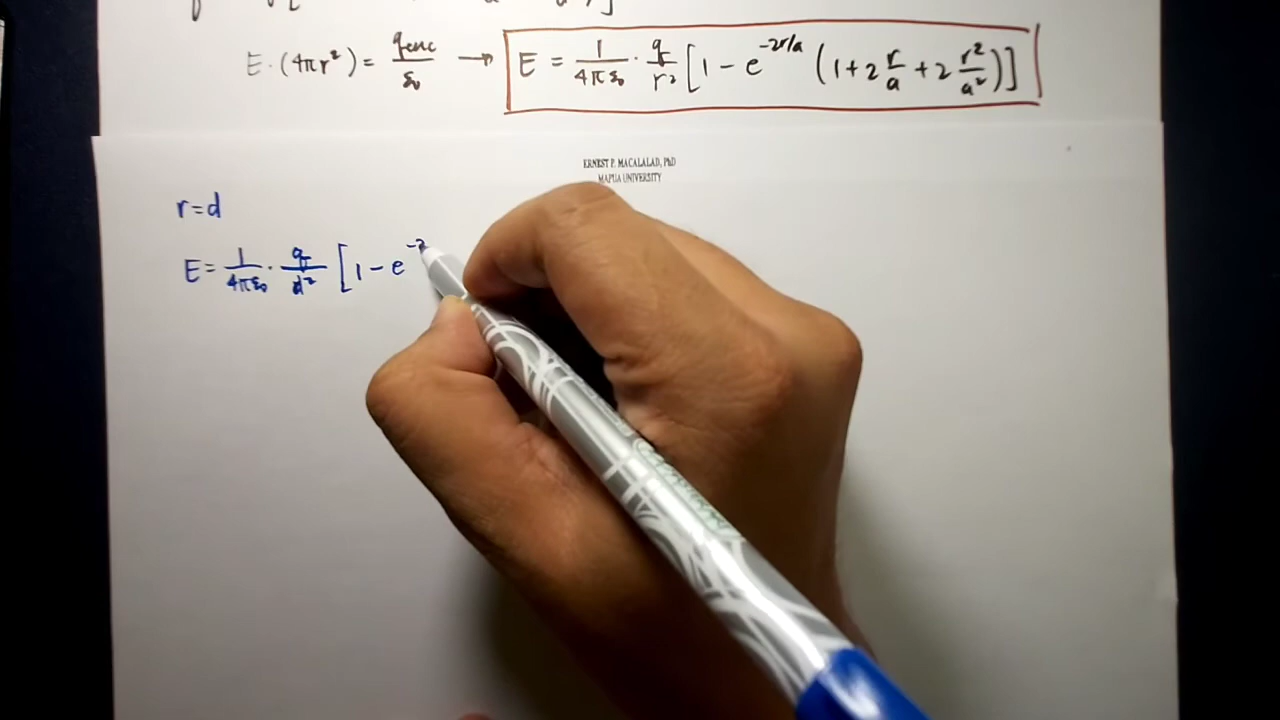 E · (4πr²) = qenc/ε₀ → E = 1/4πε₀ · q/r² [1 − e^(−2r/a) (1 + 2 r/a + 2 r²/a²)]
ERNEST P. MACALALAD, PhD
MAPUA UNIVERSITY
r = d
E = 1/4πε₀ · q/d² [1 − e^(−2